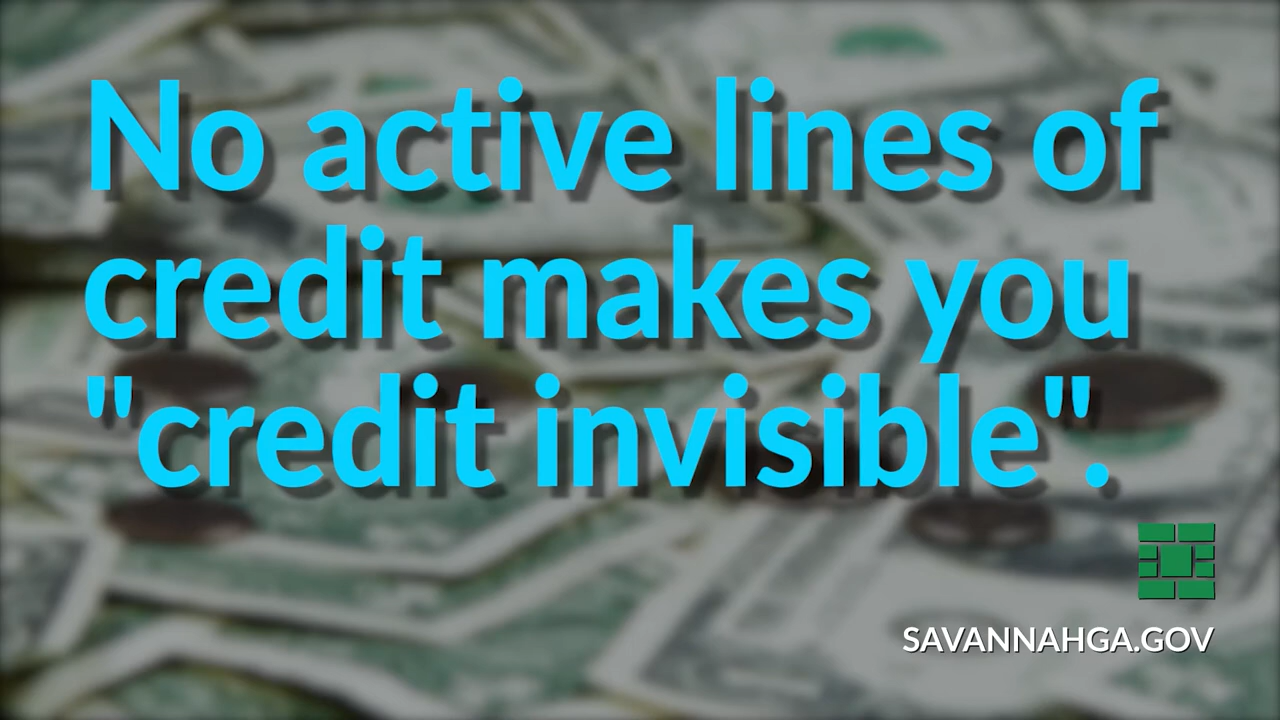 No active lines of
credit makes you
"credit invisible".
SAVANNAHGA.GOV